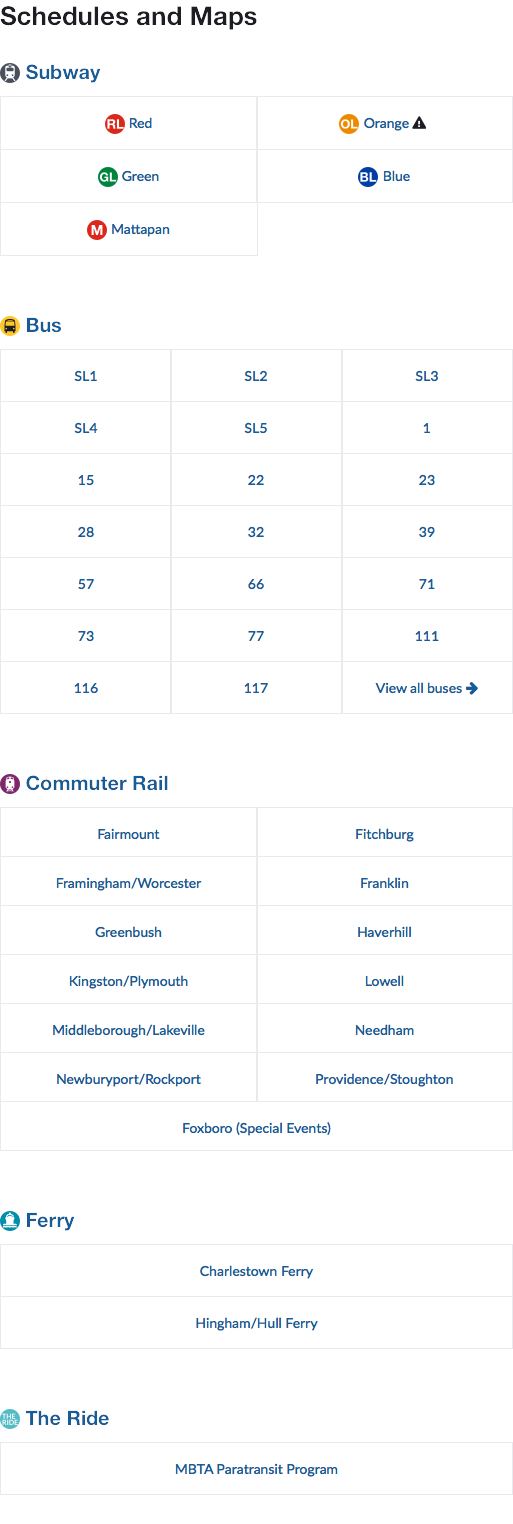 Schedules and Maps
Subway
RL Red
OL Orange
GL Green
BL Blue
M Mattapan
Bus
SL1 SL2 SL3
SL4 SL5 1
15 22 23
28 32 39
57 66 71
73 77 111
116 117 View all buses
Commuter Rail
Fairmount Fitchburg
Framingham/Worcester Franklin
Greenbush Haverhill
Kingston/Plymouth Lowell
Middleborough/Lakeville Needham
Newburyport/Rockport Providence/Stoughton
Foxboro (Special Events)
Ferry
Charlestown Ferry
Hingham/Hull Ferry
THE RIDE The Ride
MBTA Paratransit Program